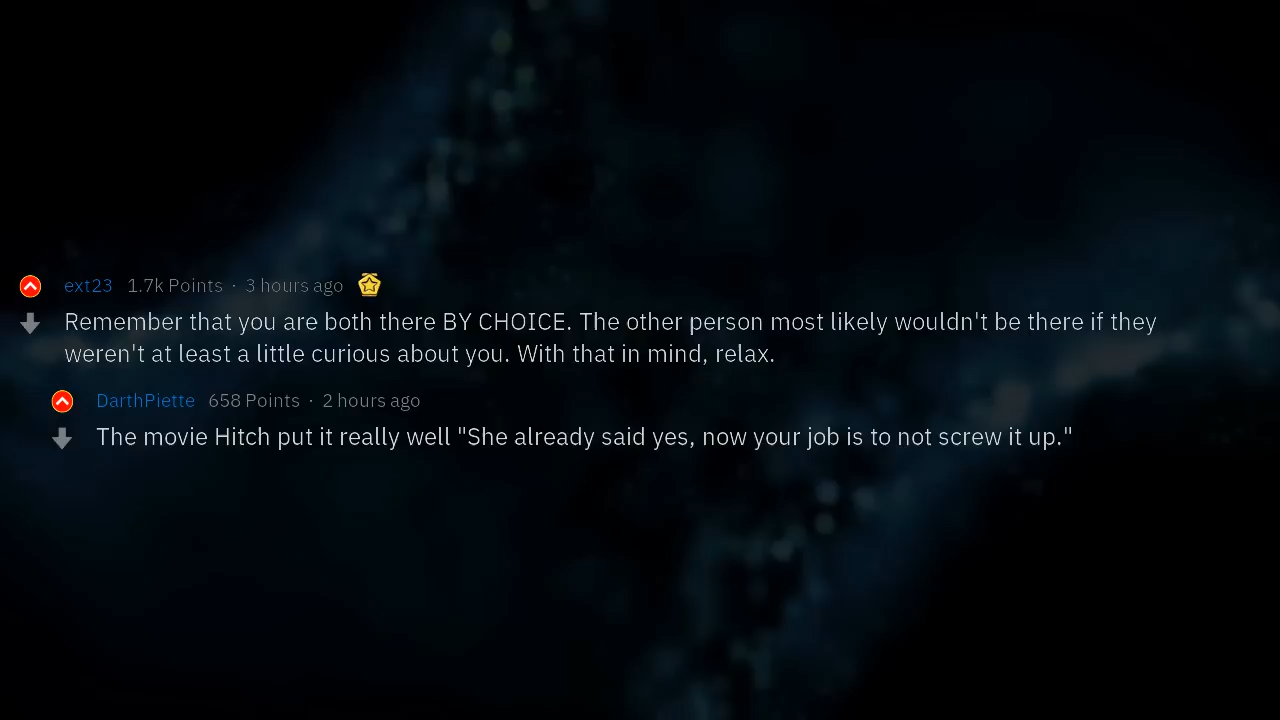 ext23 1.7k Points · 3 hours ago
Remember that you are both there BY CHOICE. The other person most likely wouldn't be there if they
weren't at least a little curious about you. With that in mind, relax.
DarthPiette 658 Points · 2 hours ago
The movie Hitch put it really well "She already said yes, now your job is to not screw it up."